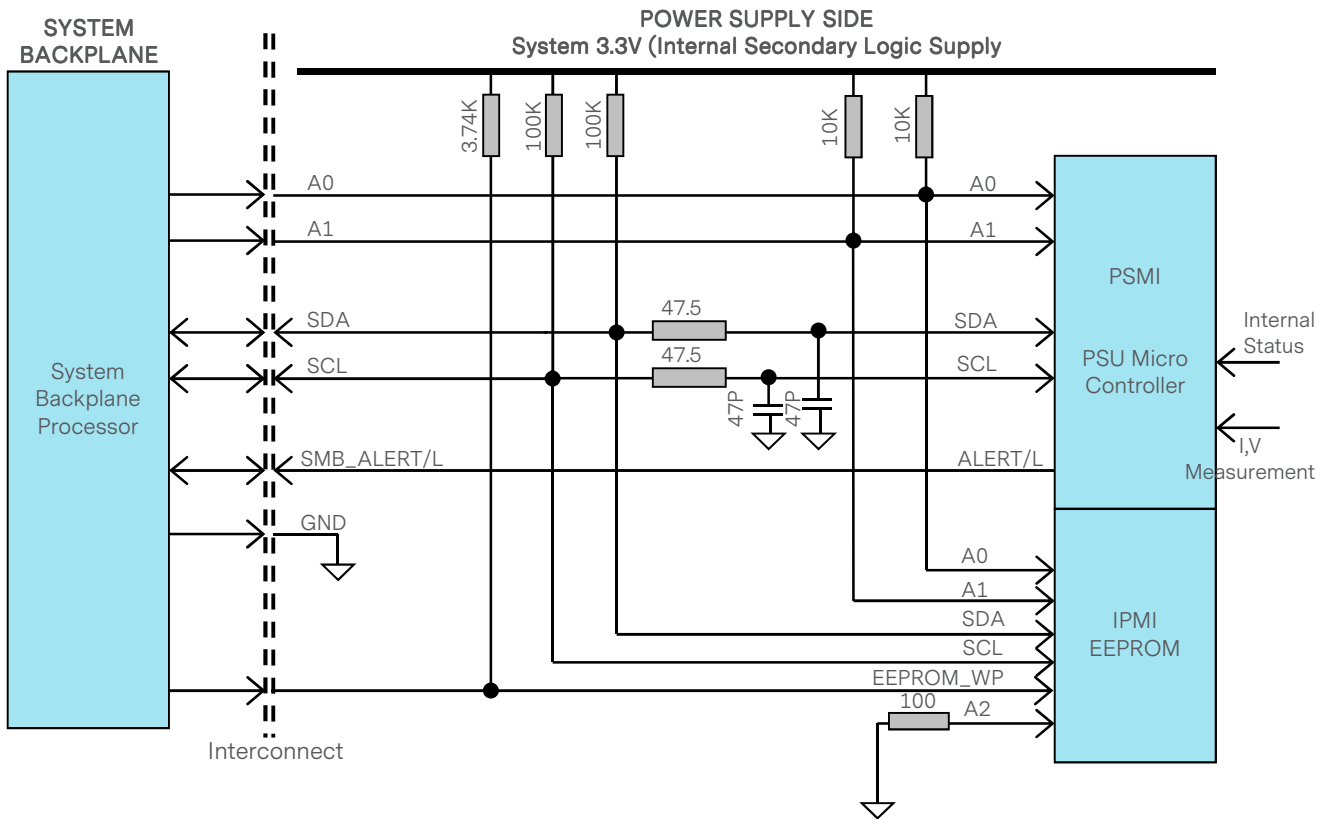 SYSTEM
BACKPLANE
POWER SUPPLY SIDE
System 3.3V (Internal Secondary Logic Supply
3.74K
100K
100K
10K
10K
A0
A0
A1
A1
PSMI
47.5
SDA
SDA
47.5
SCL
SCL
PSU Micro
Controller
Internal
Status
System
Backplane
Processor
47P
47P
SMB_ALERT/L
ALERT/L
I,V
Measurement
GND
A0
A1
SDA
SCL
IPMI
EEPROM
EEPROM_WP
100
A2
Interconnect